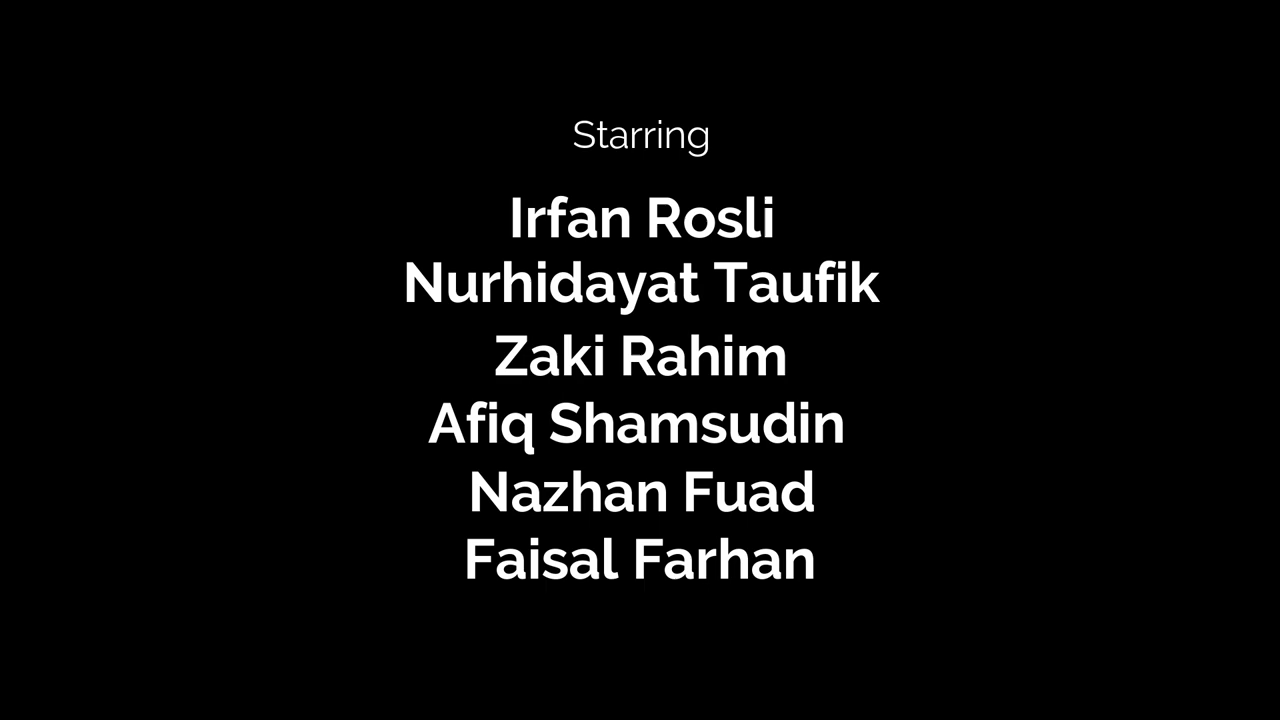 Starring
Irfan Rosli
Nurhidayat Taufik
Zaki Rahim
Afiq Shamsudin
Nazhan Fuad
Faisal Farhan